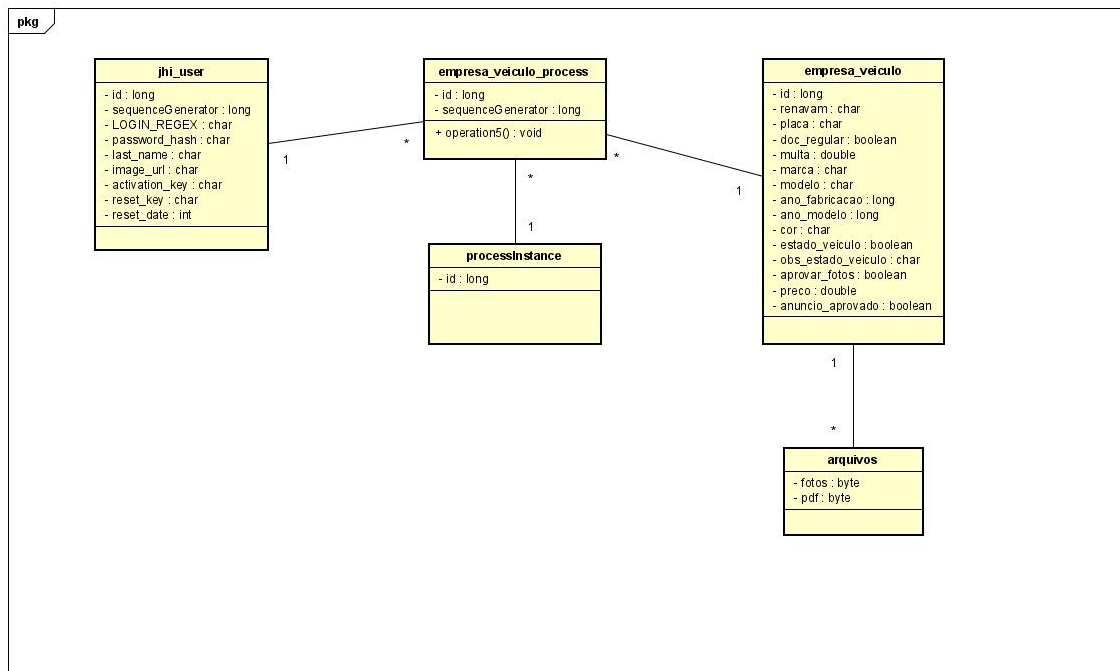 pkg
jhi_user
- id : long
- sequenceGenerator : long
- LOGIN_REGEX : char
- password_hash : char
- last_name : char
- image_url : char
- activation_key : char
- reset_key : char
- reset_date : int
empresa_veiculo_process
- id : long
- sequenceGenerator : long
+ operation5() : void
empresa_veiculo
- id : long
- renavam : char
- placa : char
- doc_regular : boolean
- multa : double
- marca : char
- modelo : char
- ano_fabricacao : long
- ano_modelo : long
- cor : char
- estado_veiculo : boolean
- obs_estado_veiculo : char
- aprovar_fotos : boolean
- preco : double
- anuncio_aprovado : boolean
1
*
*
1
*
1
processInstance
- id : long
1
*
arquivos
- fotos : byte
- pdf : byte